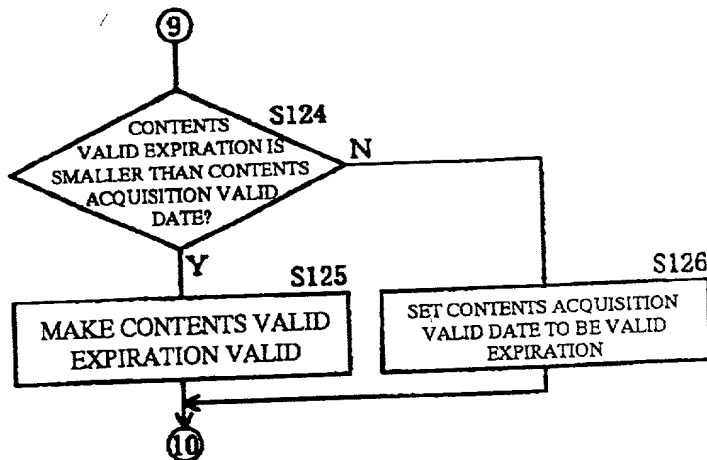 9
S124
CONTENTS
VALID EXPIRATION IS
SMALLER THAN CONTENTS
ACQUISITION VALID
DATE?
N
Y
S125
MAKE CONTENTS VALID
EXPIRATION VALID
S126
SET CONTENTS ACQUISITION
VALID DATE TO BE VALID
EXPIRATION
10